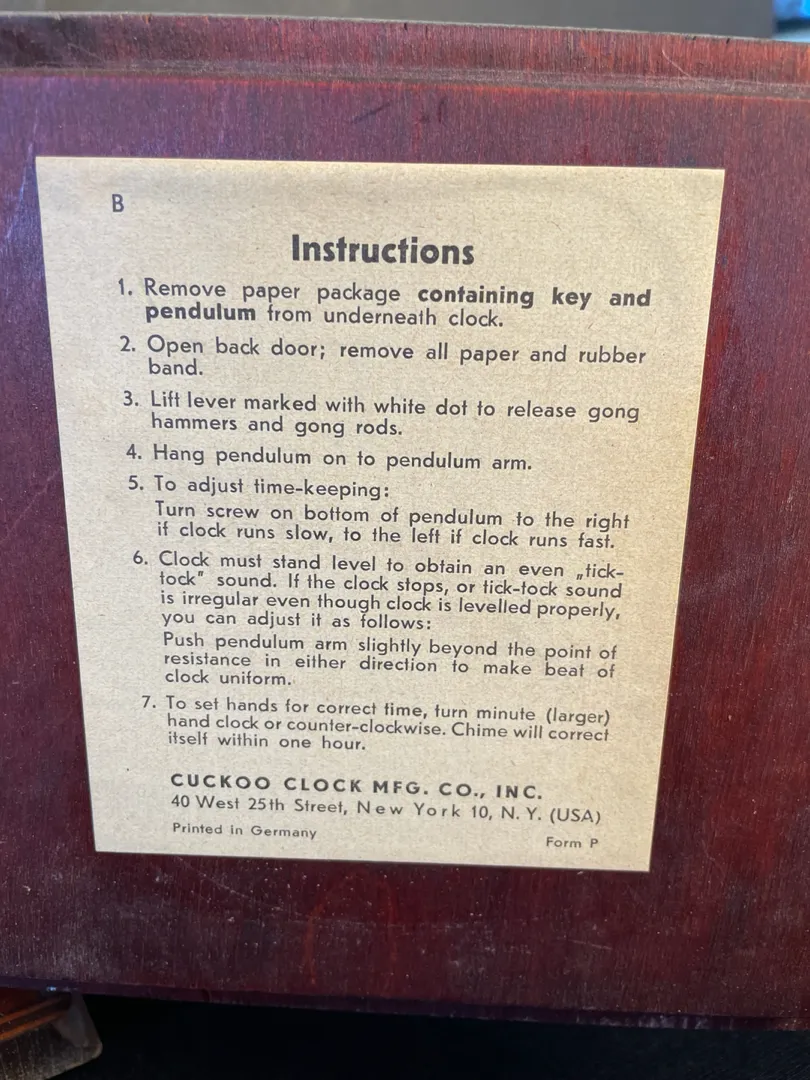 B
Instructions
1. Remove paper package containing key and
pendulum from underneath clock.
2. Open back door; remove all paper and rubber
band.
3. Lift lever marked with white dot to release gong
hammers and gong rods.
4. Hang pendulum on to pendulum arm.
5. To adjust time-keeping:
Turn screw on bottom of pendulum to the right
if clock runs slow, to the left if clock runs fast.
6. Clock must stand level to obtain an even „tick-
tock” sound. If the clock stops, or tick-tock sound
is irregular even though clock is levelled properly,
you can adjust it as follows:
Push pendulum arm slightly beyond the point of
resistance in either direction to make beat of
clock uniform.
7. To set hands for correct time, turn minute (larger)
hand clock or counter-clockwise. Chime will correct
itself within one hour.
CUCKOO CLOCK MFG. CO., INC.
40 West 25th Street, New York 10, N. Y. (USA)
Printed in Germany
Form P